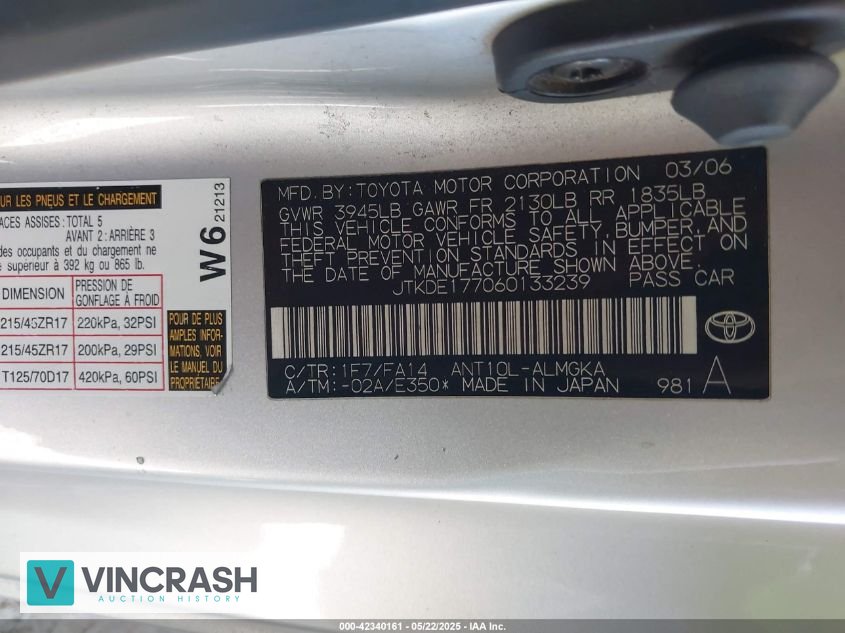 UR LES PNEUS ET LE CHARGEMENT
ACES ASSISES: TOTAL 5
AVANT 2: ARRIÈRE 3
des occupants et du chargement ne
e supérieur à 392 kg ou 865 lb.
DIMENSION
PRESSION DE GONFLAGE À FROID
215/45ZR17 220kPa, 32PSI
215/45ZR17 200kPa, 29PSI
T125/70D17 420kPa, 60PSI
POUR DE PLUS
AMPLES INFOR-
MATIONS, VOIR
LE MANUEL DU
PROPRIÉTAIRE
W6 21213
MFD. BY: TOYOTA MOTOR CORPORATION 03/06
GVWR 3945LB GAWR FR 2130LB RR 1835LB
THIS VEHICLE CONFORMS TO ALL APPLICABLE
FEDERAL MOTOR VEHICLE SAFETY, BUMPER, AND
THEFT PREVENTION STANDARDS IN EFFECT ON
THE DATE OF MANUFACTURE SHOWN ABOVE.
JTKDE177060133239 PASS CAR
C/TR: 1F7/FA14 ANT10L-ALMGKA
A/TM: -02A/E350* MADE IN JAPAN 981 A
TOYOTA
V VINCRASH
AUCTION HISTORY
000-42340161 - 05/22/2025 - IAA Inc.